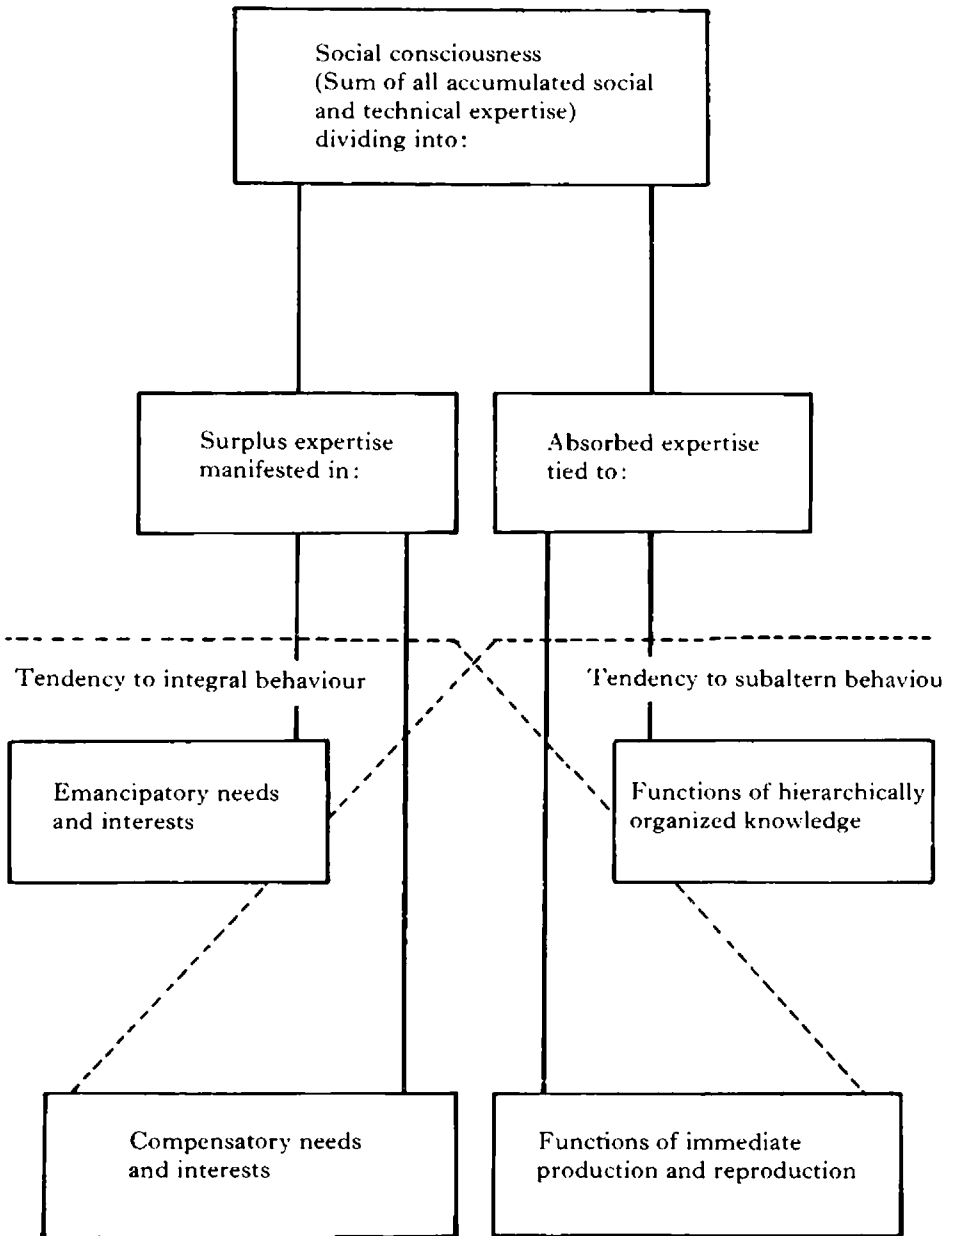 Social consciousness
(Sum of all accumulated social
and technical expertise)
dividing into:
Surplus expertise
manifested in:
Absorbed expertise
tied to:
Tendency to integral behaviour
Tendency to subaltern behaviou
Emancipatory needs
and interests
Functions of hierarchically
organized knowledge
Compensatory needs
and interests
Functions of immediate
production and reproduction